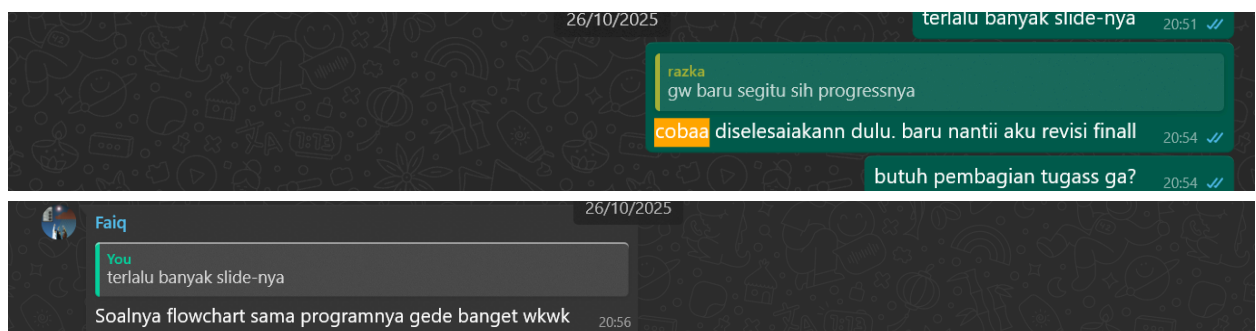 26/10/2025
terlalu banyak slide-nya 20:51
razka
gw baru segitu sih progressnya
cobaa diselesaiakann dulu. baru nantii aku revisi finall 20:54
butuh pembagian tugass ga? 20:54
26/10/2025
Faiq
You
terlalu banyak slide-nya
Soalnya flowchart sama programnya gede banget wkwk 20:56